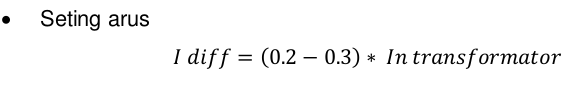 • Seting arus
I diff = (0.2 − 0.3) ∗ In transformator